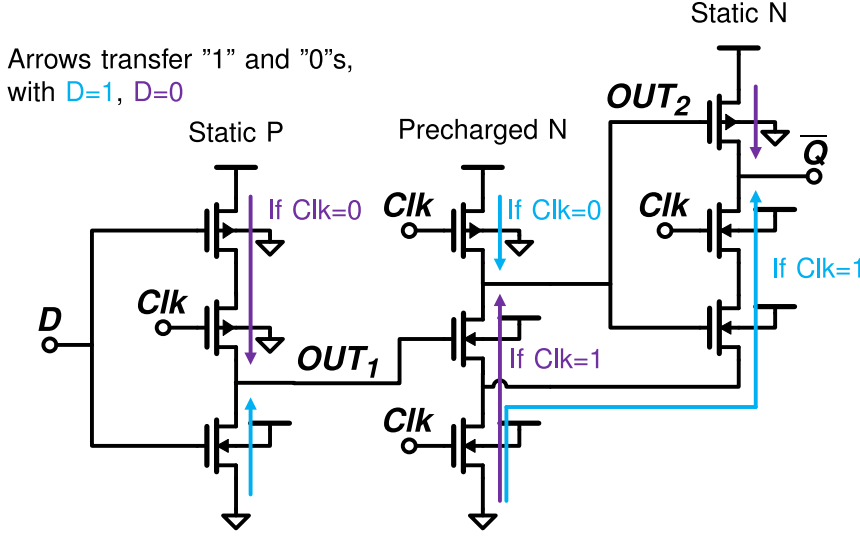 Static N
Arrows transfer "1" and "0"s,
with D=1, D=0
OUT2
Static P
Precharged N
Q
Clk
If Clk=0
If Clk=0
Clk
Clk
D
If Clk=1
OUT1
If Clk=1
Clk